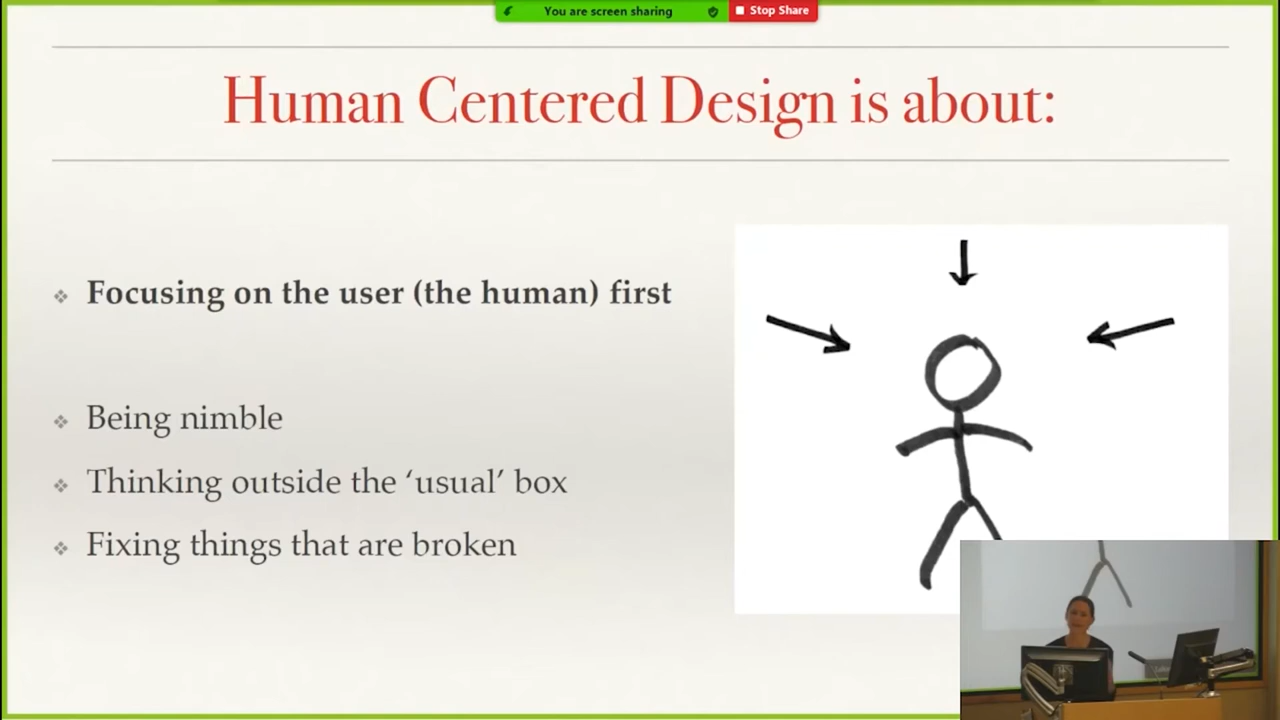 You are screen sharing
Stop Share
Human Centered Design is about:
Focusing on the user (the human) first
Being nimble
Thinking outside the ‘usual’ box
Fixing things that are broken